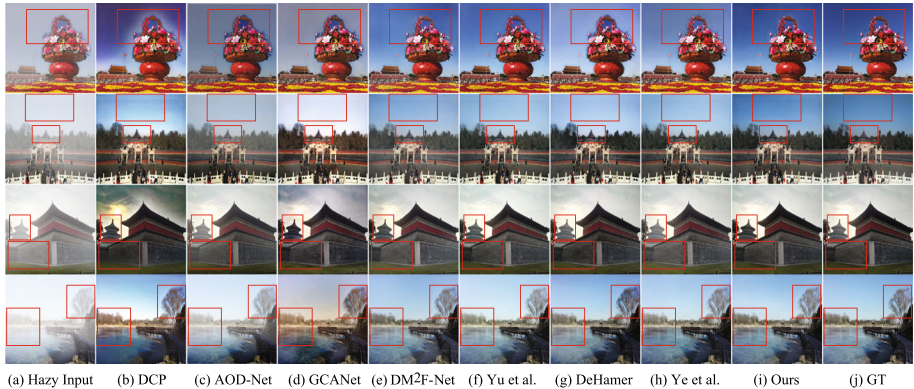 (a) Hazy Input (b) DCP (c) AOD-Net (d) GCANet (e) DM²F-Net (f) Yu et al. (g) DeHamer (h) Ye et al. (i) Ours (j) GT